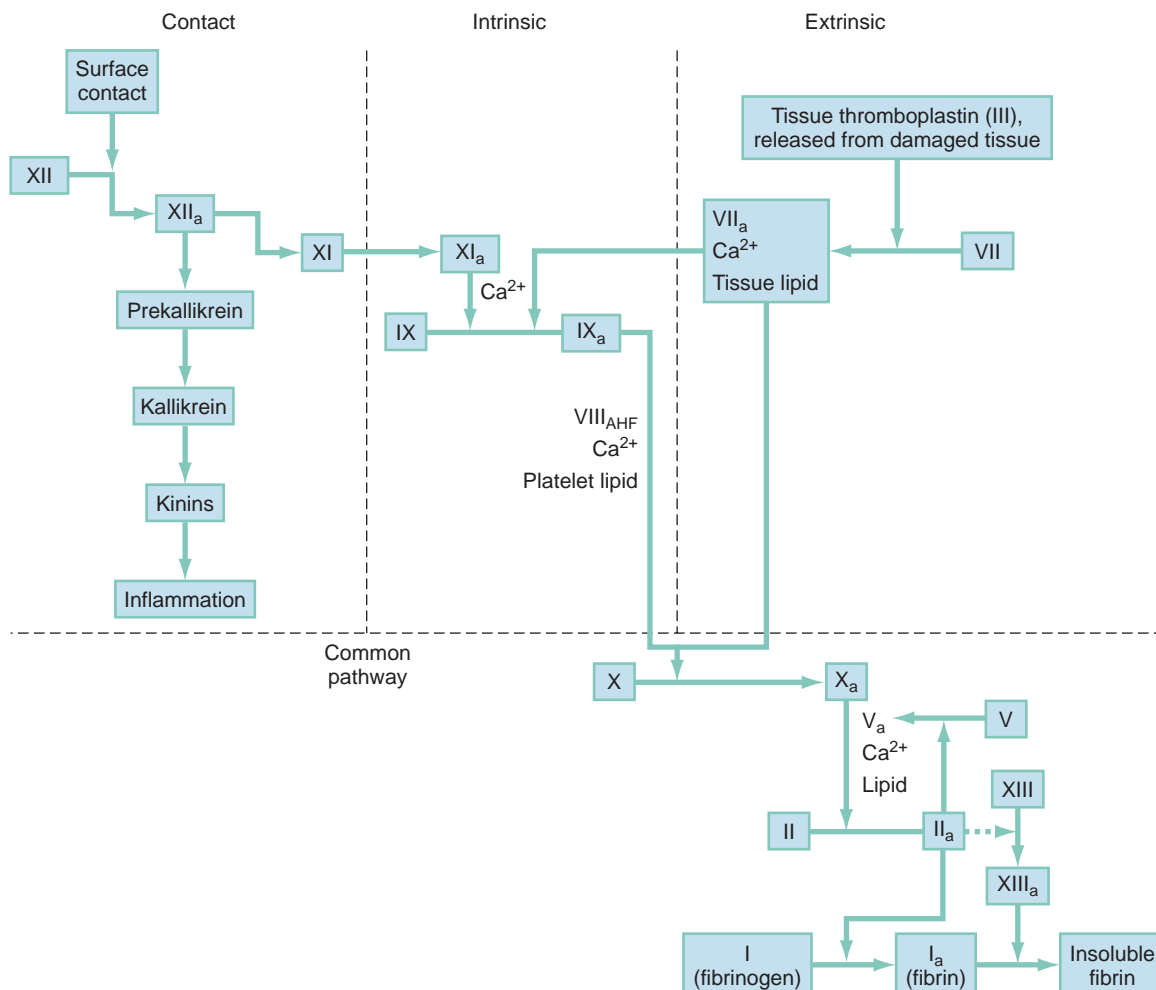 Contact
Intrinsic
Extrinsic
Surface
contact
Tissue thromboplastin (III),
released from damaged tissue
XII
XIIₐ
XI
XIₐ
Ca²⁺
VIIₐ
Ca²⁺
Tissue lipid
VII
Prekallikrein
IX
IXₐ
Kallikrein
VIII_AHF
Ca²⁺
Platelet lipid
Kinins
Inflammation
Common
pathway
X
Xₐ
Vₐ
Ca²⁺
Lipid
V
XIII
II
IIₐ
XIIIₐ
I
(fibrinogen)
Iₐ
(fibrin)
Insoluble
fibrin